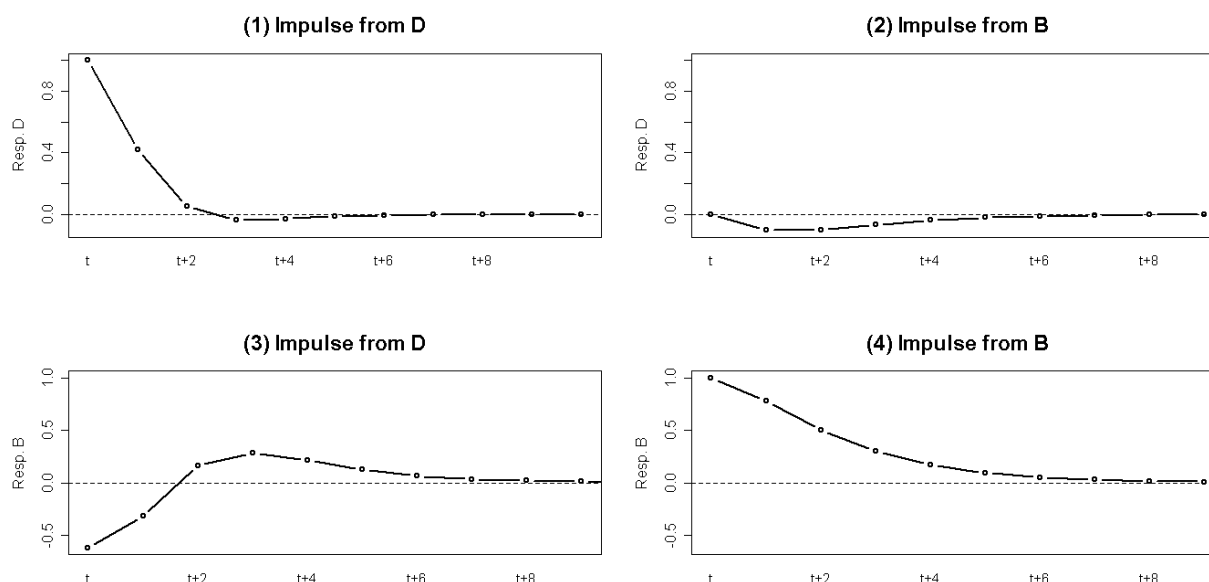 (1) Impulse from D
Resp. D
0.8
0.4
0.0
t t+2 t+4 t+6 t+8
(2) Impulse from B
Resp. D
0.8
0.4
0.0
t t+2 t+4 t+6 t+8
(3) Impulse from D
Resp. B
1.0
0.5
0.0
-0.5
t t+2 t+4 t+6 t+8
(4) Impulse from B
Resp. B
1.0
0.5
0.0
-0.5
t t+2 t+4 t+6 t+8